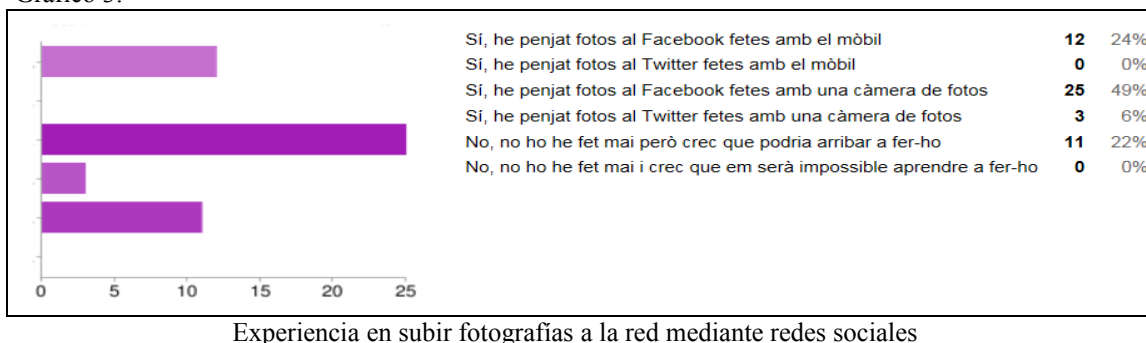 Gráfico 5:
Sí, he penjat fotos al Facebook fetes amb el mòbil 12 24%
Sí, he penjat fotos al Twitter fetes amb el mòbil 0 0%
Sí, he penjat fotos al Facebook fetes amb una càmera de fotos 25 49%
Sí, he penjat fotos al Twitter fetes amb una càmera de fotos 3 6%
No, no ho he fet mai però crec que podria arribar a fer-ho 11 22%
No, no ho he fet mai i crec que em serà impossible aprendre a fer-ho 0 0%
0 5 10 15 20 25
Experiencia en subir fotografías a la red mediante redes sociales